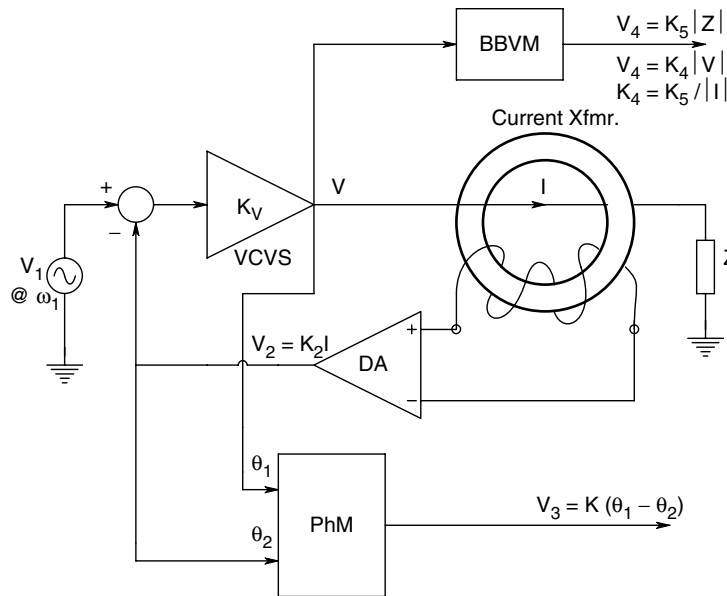 BBVM
V₄ = K₅|Z|
V₄ = K₄|V|
K₄ = K₅/|I|
Current Xfmr.
+
−
K_V
VCVS
V
I
V₁
@ ω₁
Z
V₂ = K₂I
DA
+
−
θ₁
θ₂
PhM
V₃ = K (θ₁ − θ₂)